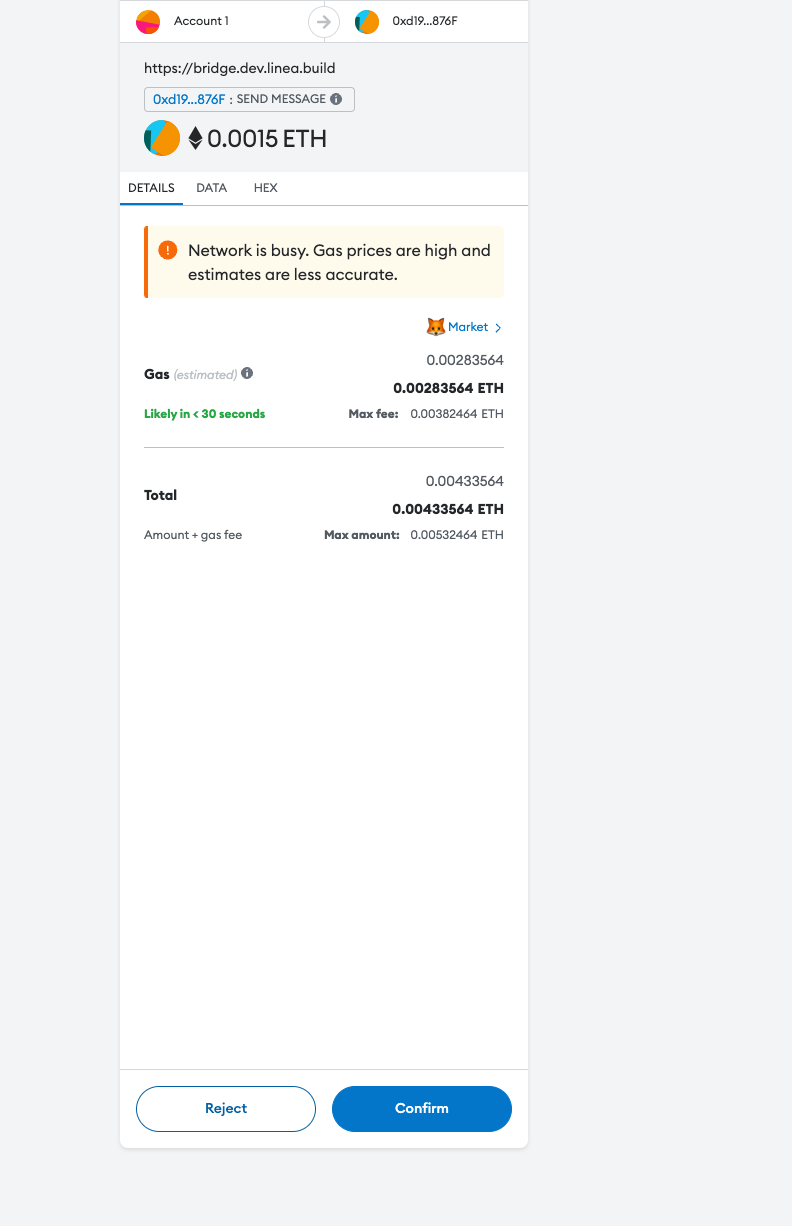 Account 1
0xd19...876F
https://bridge.dev.linea.build
0xd19...876F : SEND MESSAGE
0.0015 ETH
DETAILS DATA HEX
Network is busy. Gas prices are high and
estimates are less accurate.
Market
0.00283564
Gas (estimated)
0.00283564 ETH
Likely in < 30 seconds Max fee: 0.00382464 ETH
0.00433564
Total
0.00433564 ETH
Amount + gas fee Max amount: 0.00532464 ETH
Reject Confirm